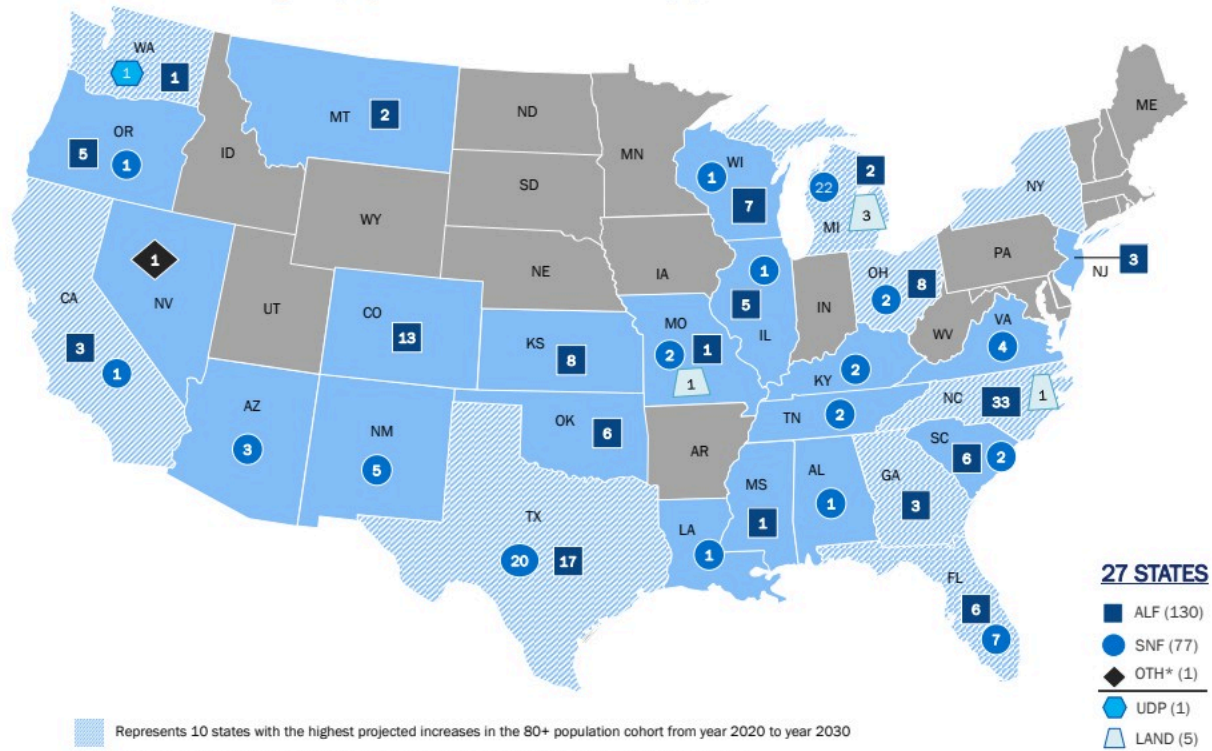 WA
1
1
MT
2
ND
MN
ME
OR
5
1
ID
SD
WI
1
7
2
22
3
MI
NY
WY
1
NV
NE
IA
PA
NJ
3
CA
3
1
UT
CO
13
KS
8
MO
2
1
1
1
5
IL
IN
OH
2
8
WV
VA
4
KY
2
AZ
3
NM
5
OK
6
AR
TN
2
NC
33
1
SC
6
2
TX
20
17
LA
1
MS
1
AL
1
GA
3
FL
6
7
27 STATES
ALF (130)
SNF (77)
OTH* (1)
UDP (1)
LAND (5)
Represents 10 states with the highest projected increases in the 80+ population cohort from year 2020 to year 2030